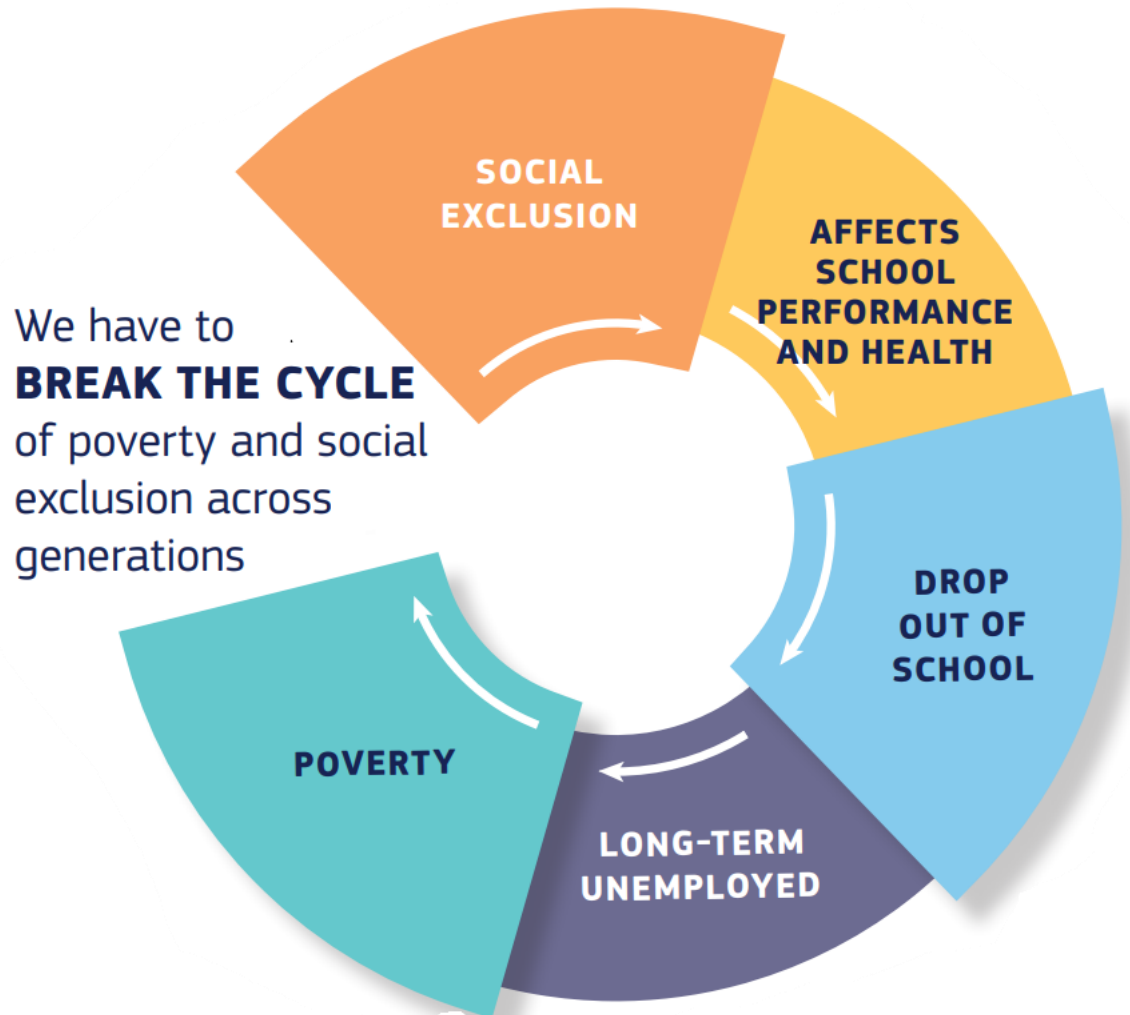 SOCIAL
EXCLUSION
AFFECTS
SCHOOL
PERFORMANCE
AND HEALTH
We have to
BREAK THE CYCLE
of poverty and social
exclusion across
generations
DROP
OUT OF
SCHOOL
POVERTY
LONG-TERM
UNEMPLOYED